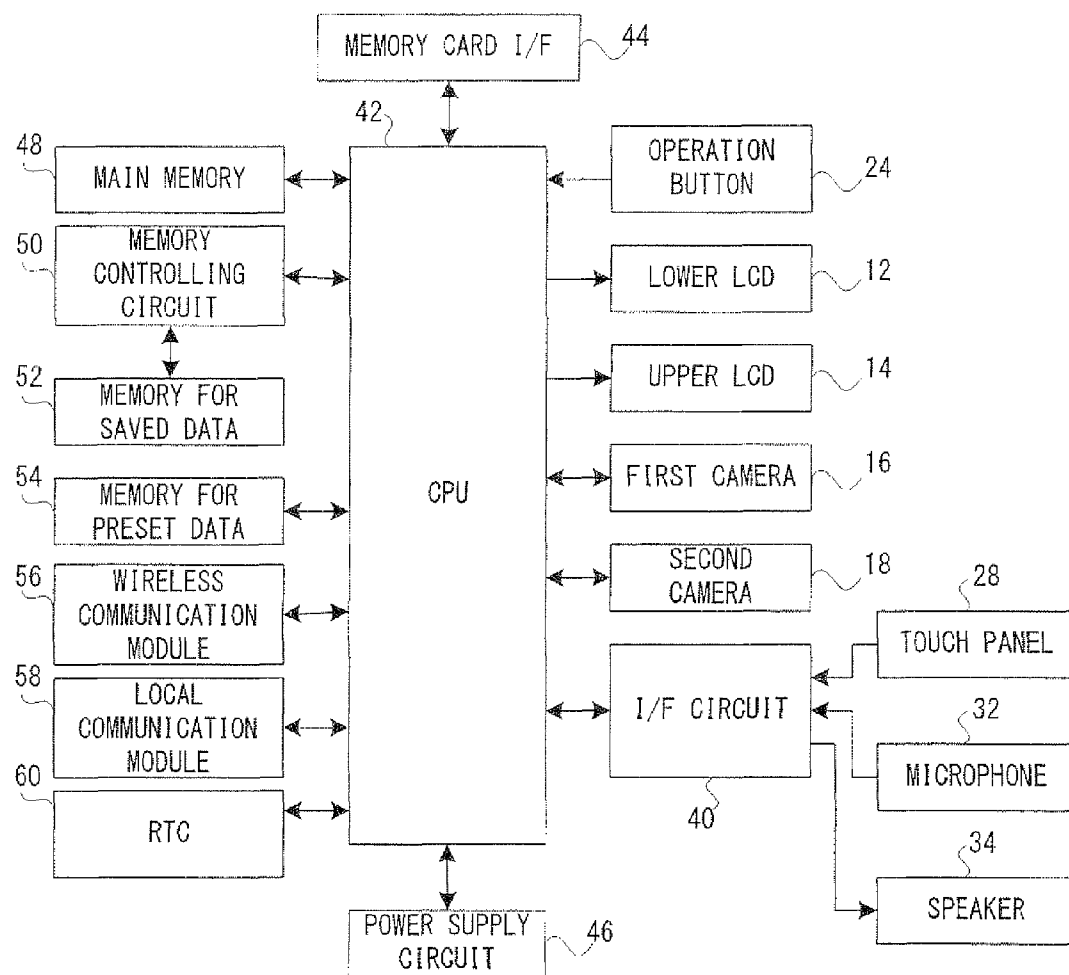 MEMORY CARD I/F
44
42
48
MAIN MEMORY
OPERATION
BUTTON
24
50
MEMORY
CONTROLLING
CIRCUIT
LOWER LCD
12
52
MEMORY FOR
SAVED DATA
UPPER LCD
14
54
MEMORY FOR
PRESET DATA
CPU
FIRST CAMERA
16
56
WIRELESS
COMMUNICATION
MODULE
SECOND
CAMERA
18
28
TOUCH PANEL
58
LOCAL
COMMUNICATION
MODULE
I/F CIRCUIT
40
32
MICROPHONE
60
RTC
34
SPEAKER
POWER SUPPLY
CIRCUIT
46